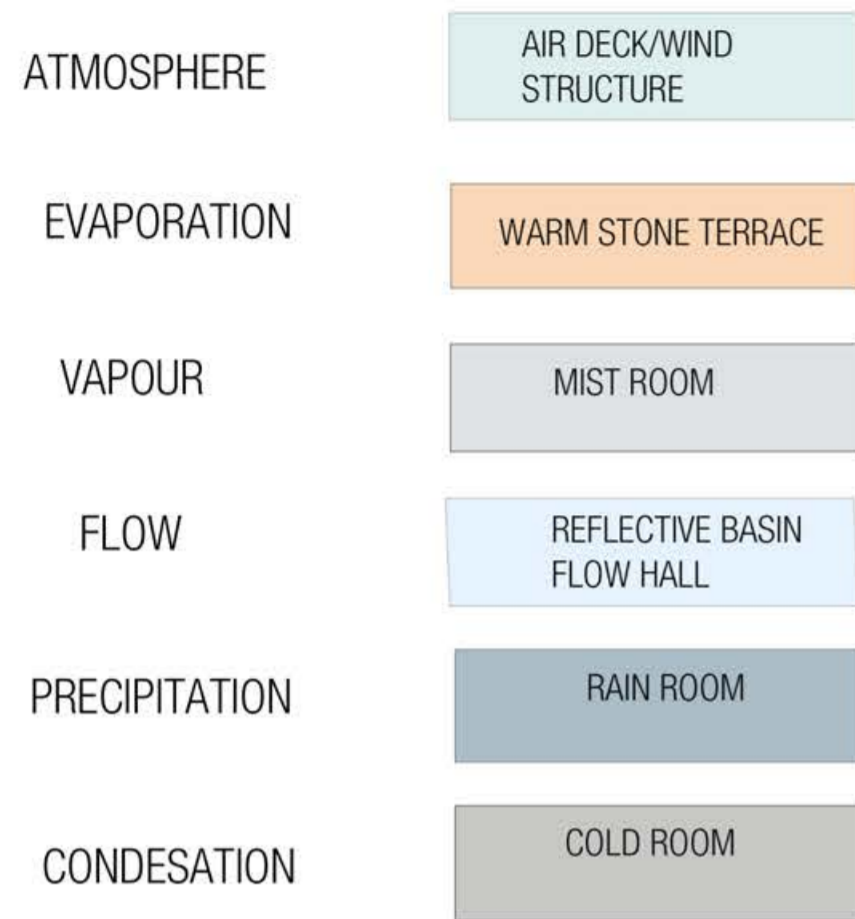 ATMOSPHERE
AIR DECK/WIND
STRUCTURE
EVAPORATION
WARM STONE TERRACE
VAPOUR
MIST ROOM
FLOW
REFLECTIVE BASIN
FLOW HALL
PRECIPITATION
RAIN ROOM
CONDESATION
COLD ROOM